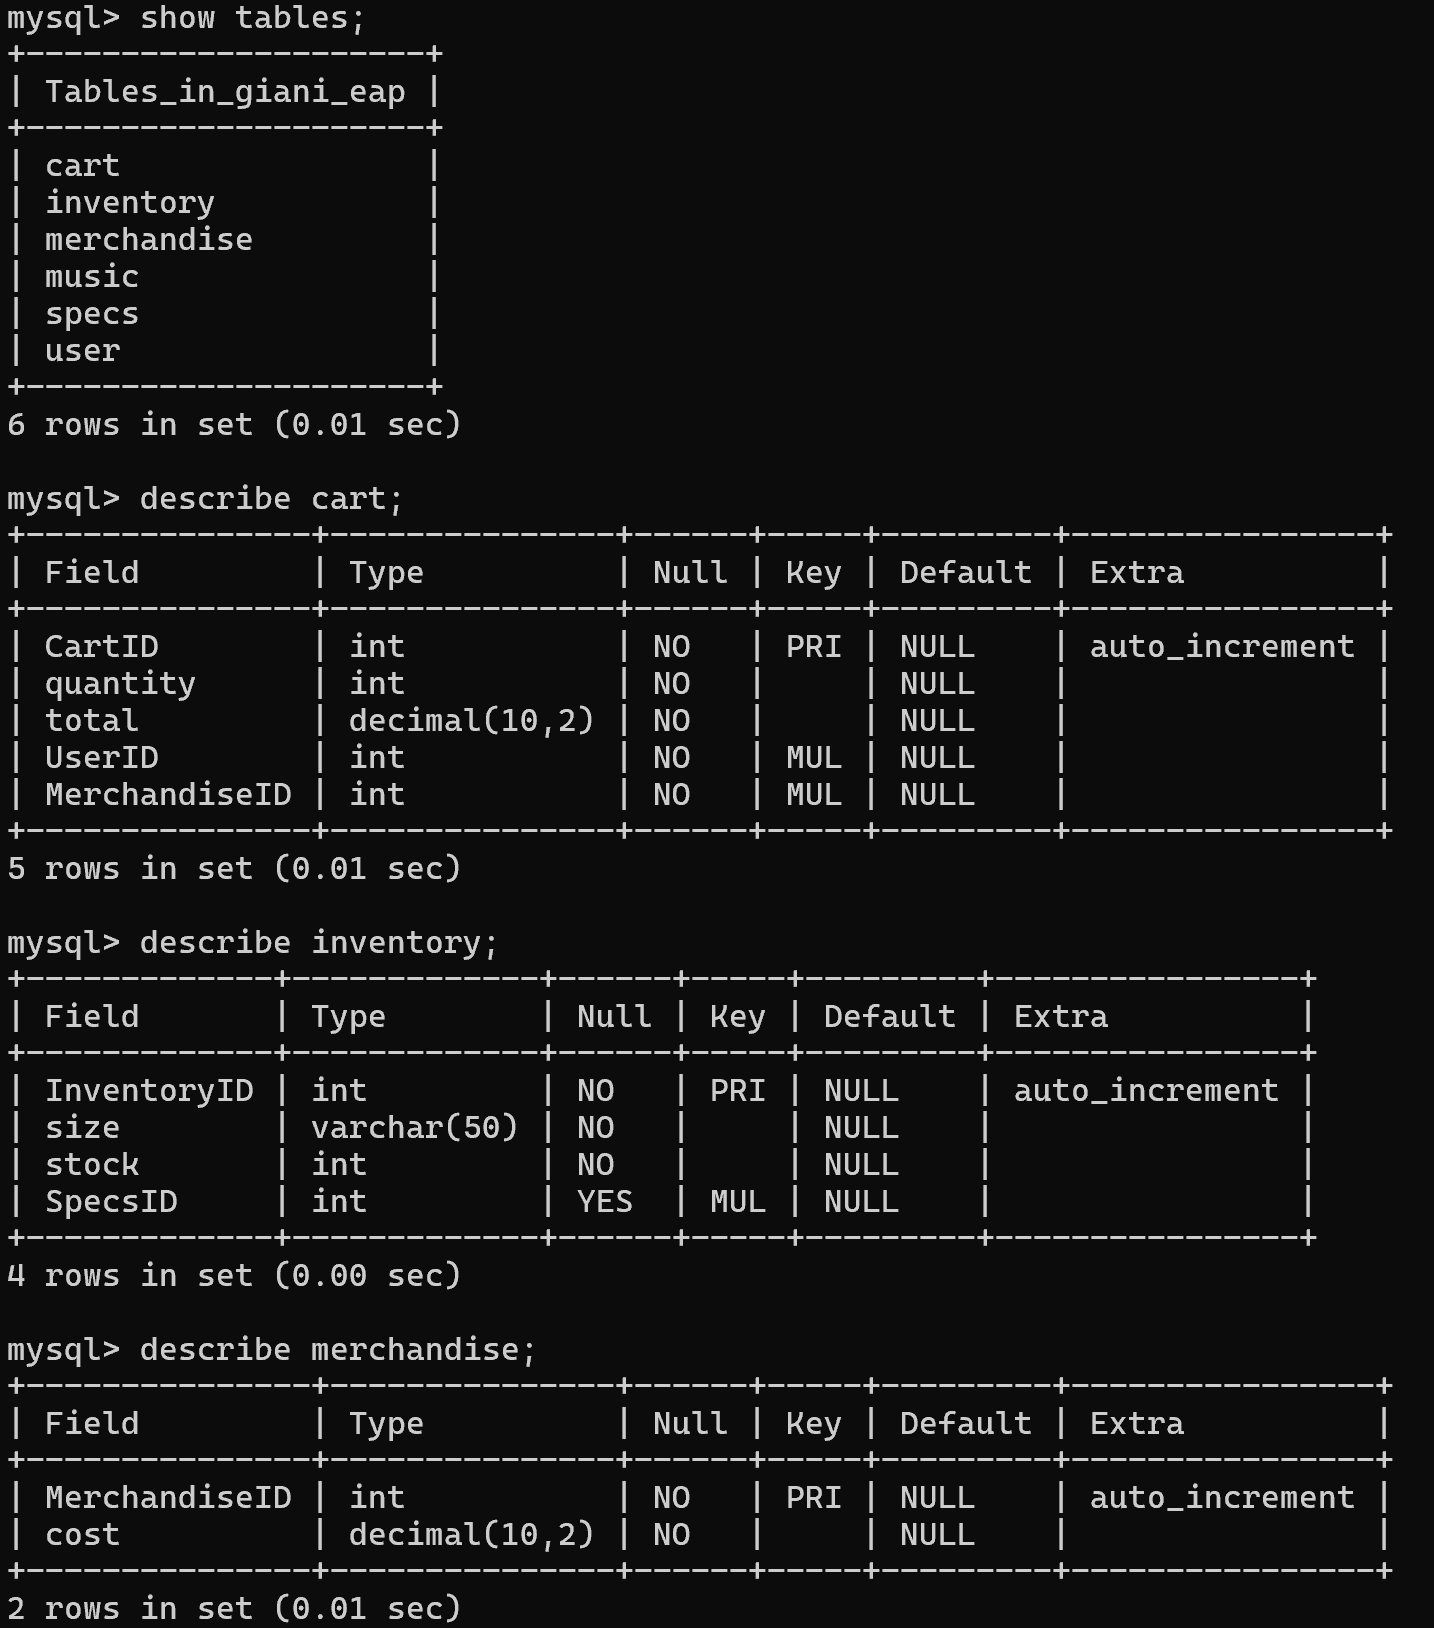 mysql> show tables;
+---------------------+
| Tables_in_giani_eap |
+---------------------+
| cart                |
| inventory           |
| merchandise         |
| music               |
| specs               |
| user                |
+---------------------+
6 rows in set (0.01 sec)

mysql> describe cart;
+---------------+---------------+------+-----+---------+----------------+
| Field         | Type          | Null | Key | Default | Extra          |
+---------------+---------------+------+-----+---------+----------------+
| CartID        | int           | NO   | PRI | NULL    | auto_increment |
| quantity      | int           | NO   |     | NULL    |                |
| total         | decimal(10,2) | NO   |     | NULL    |                |
| UserID        | int           | NO   | MUL | NULL    |                |
| MerchandiseID | int           | NO   | MUL | NULL    |                |
+---------------+---------------+------+-----+---------+----------------+
5 rows in set (0.01 sec)

mysql> describe inventory;
+-------------+-------------+------+-----+---------+----------------+
| Field       | Type        | Null | Key | Default | Extra          |
+-------------+-------------+------+-----+---------+----------------+
| InventoryID | int         | NO   | PRI | NULL    | auto_increment |
| size        | varchar(50) | NO   |     | NULL    |                |
| stock       | int         | NO   |     | NULL    |                |
| SpecsID     | int         | YES  | MUL | NULL    |                |
+-------------+-------------+------+-----+---------+----------------+
4 rows in set (0.00 sec)

mysql> describe merchandise;
+---------------+---------------+------+-----+---------+----------------+
| Field         | Type          | Null | Key | Default | Extra          |
+---------------+---------------+------+-----+---------+----------------+
| MerchandiseID | int           | NO   | PRI | NULL    | auto_increment |
| cost          | decimal(10,2) | NO   |     | NULL    |                |
+---------------+---------------+------+-----+---------+----------------+
2 rows in set (0.01 sec)